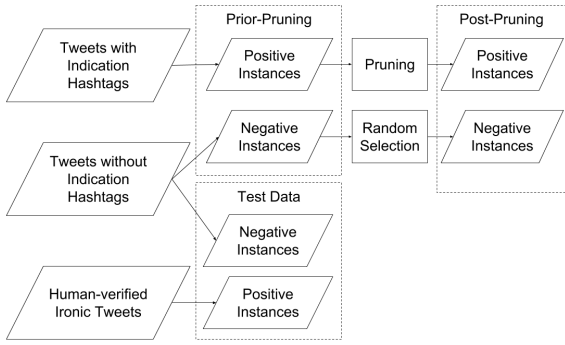 Prior-Pruning
Post-Pruning
Tweets with
Indication
Hashtags
Positive
Instances
Pruning
Positive
Instances
Negative
Instances
Random
Selection
Negative
Instances
Tweets without
Indication
Hashtags
Test Data
Negative
Instances
Human-verified
Ironic Tweets
Positive
Instances